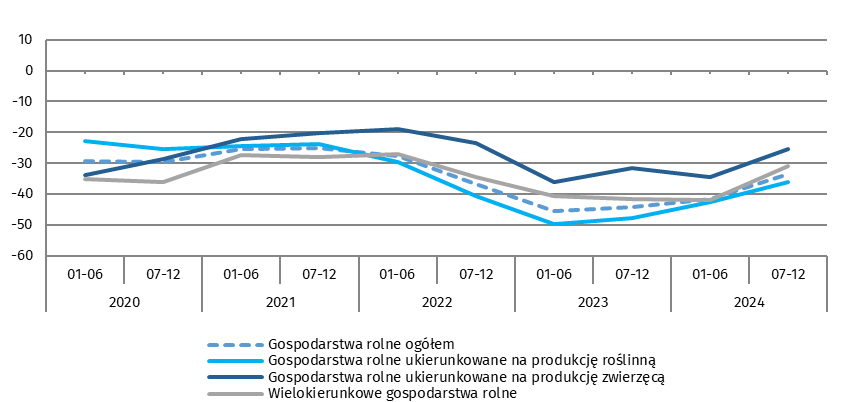 10
0
-10
-20
-30
-40
-50
-60
01-06 07-12 01-06 07-12 01-06 07-12 01-06 07-12 01-06 07-12
2020 2021 2022 2023 2024
Gospodarstwa rolne ogółem
Gospodarstwa rolne ukierunkowane na produkcję roślinną
Gospodarstwa rolne ukierunkowane na produkcję zwierzęcą
Wielokierunkowe gospodarstwa rolne